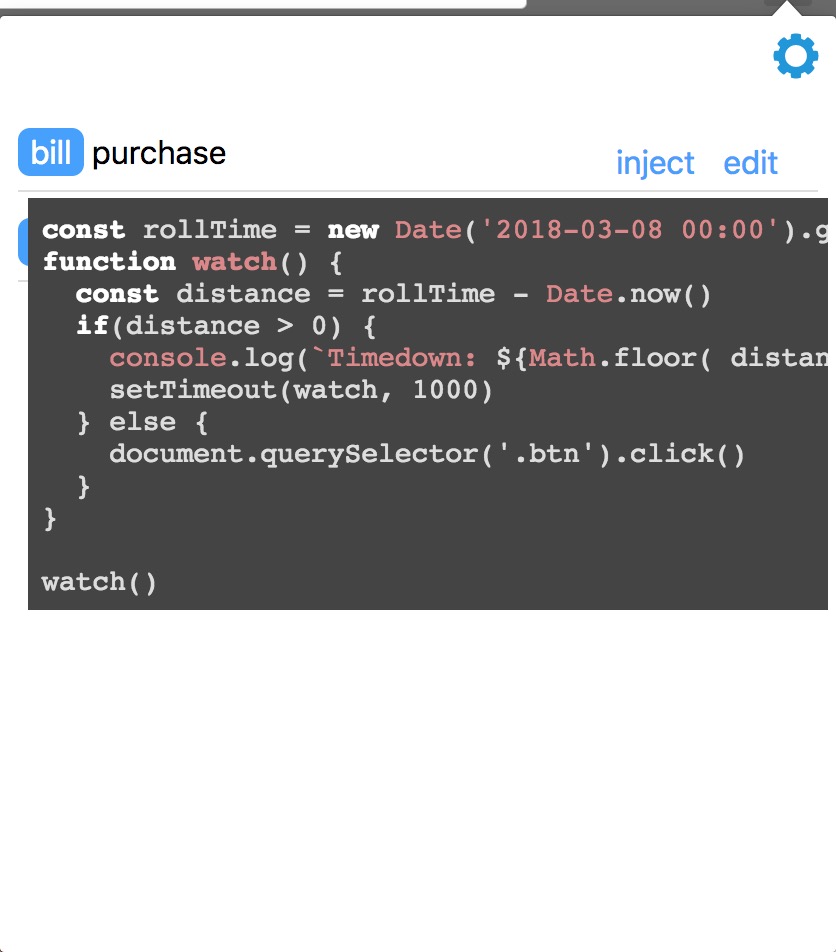 bill purchase
inject edit
const rollTime = new Date('2018-03-08 00:00').g
function watch() {
  const distance = rollTime - Date.now()
  if(distance > 0) {
    console.log(`Timedown: ${Math.floor( distan
    setTimeout(watch, 1000)
  } else {
    document.querySelector('.btn').click()
  }
}
watch()